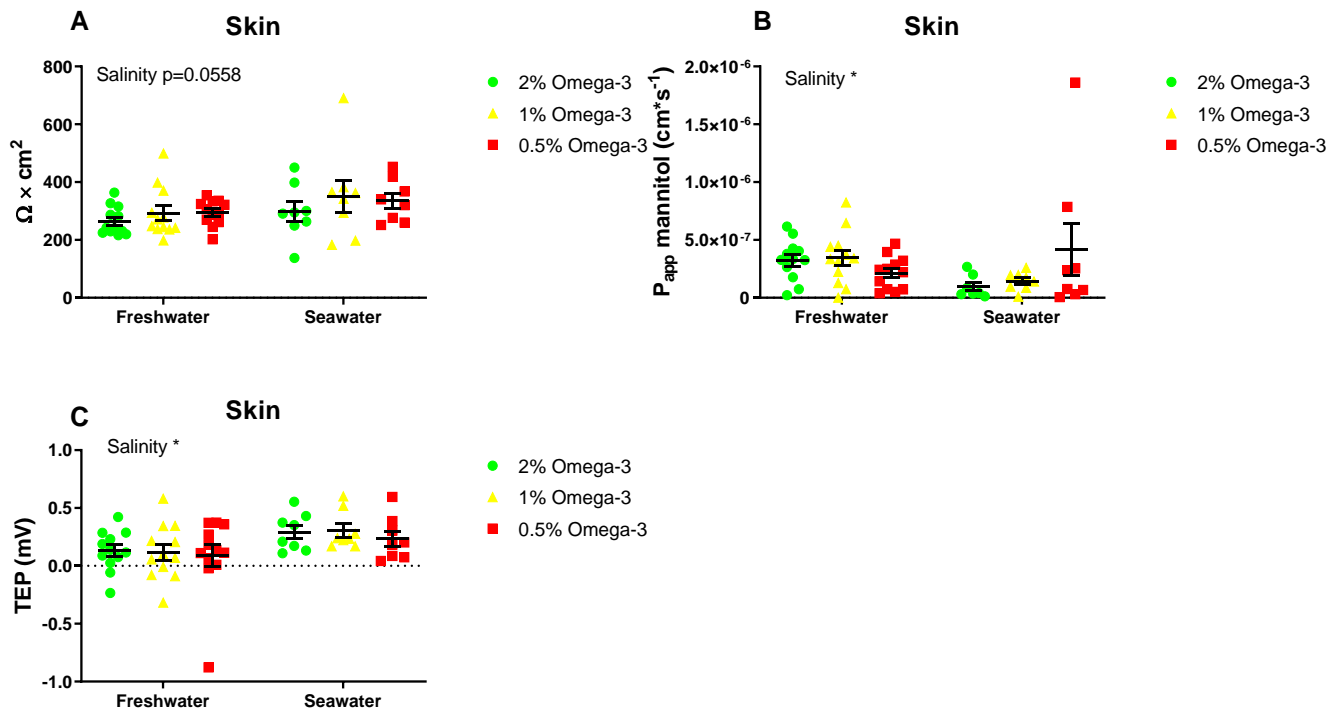 A
Skin
Salinity p=0.0558
800
600
400
200
0
Ω × cm²
Freshwater
Seawater
2% Omega-3
1% Omega-3
0.5% Omega-3
B
Skin
Salinity *
2.0×10⁻⁶
1.5×10⁻⁶
1.0×10⁻⁶
5.0×10⁻⁷
0
Papp mannitol (cm*s⁻¹)
Freshwater
Seawater
2% Omega-3
1% Omega-3
0.5% Omega-3
C
Skin
Salinity *
1.0
0.5
0.0
-0.5
-1.0
TEP (mV)
Freshwater
Seawater
2% Omega-3
1% Omega-3
0.5% Omega-3